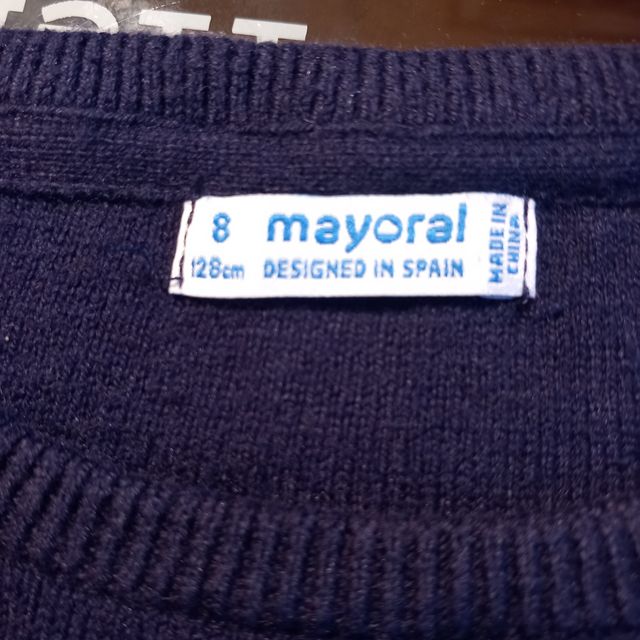 8
mayoral
128cm
DESIGNED IN SPAIN
MADE IN
CHINA